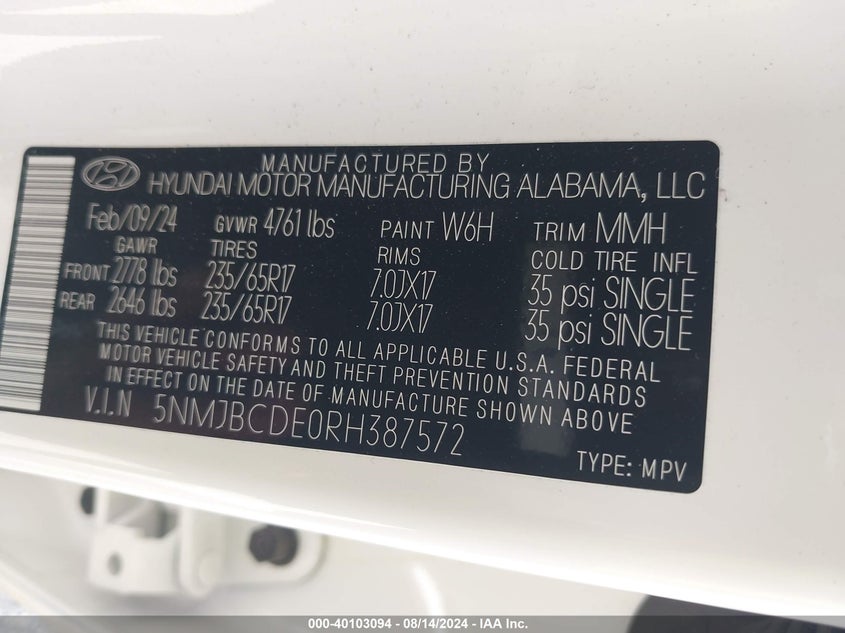 MANUFACTURED BY
HYUNDAI MOTOR MANUFACTURING ALABAMA, LLC
Feb/09/24 GVWR 4761 lbs PAINT W6H TRIM MMH
GAWR TIRES RIMS COLD TIRE INFL
FRONT 2778 lbs 235/65R17 7.0JX17 35 psi SINGLE
REAR 2646 lbs 235/65R17 7.0JX17 35 psi SINGLE
THIS VEHICLE CONFORMS TO ALL APPLICABLE U.S.A. FEDERAL
MOTOR VEHICLE SAFETY AND THEFT PREVENTION STANDARDS
IN EFFECT ON THE DATE OF MANUFACTURE SHOWN ABOVE
V.I.N 5NMJBCDE0RH387572
TYPE: MPV
000-40103094 - 08/14/2024 - IAA Inc.